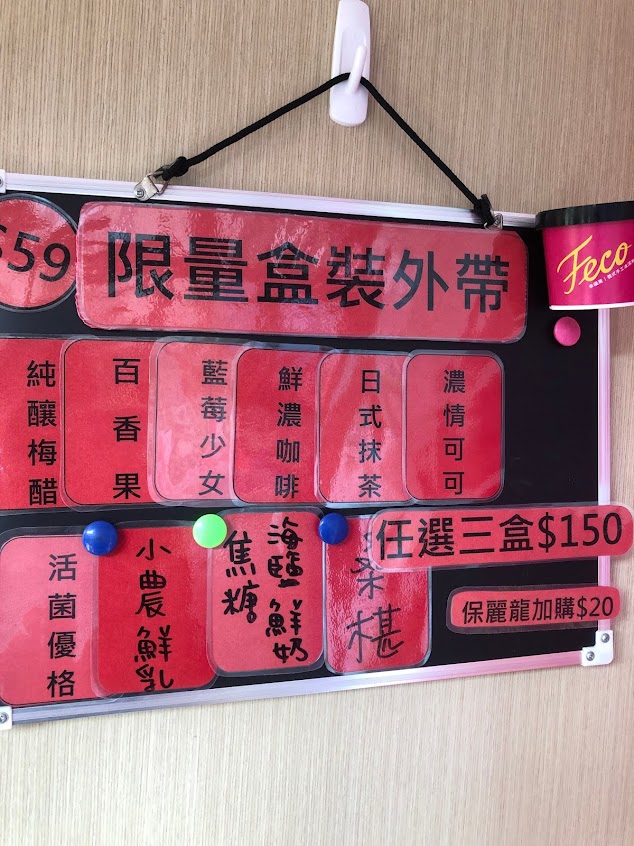 $59
限量盒裝外帶
Feco
純釀梅醋
百香果
藍莓少女
鮮濃咖啡
日式抹茶
濃情可可
任選三盒$150
活菌優格
小農鮮乳
海鹽鮮奶
焦糖
桑椹
保麗龍加購$20